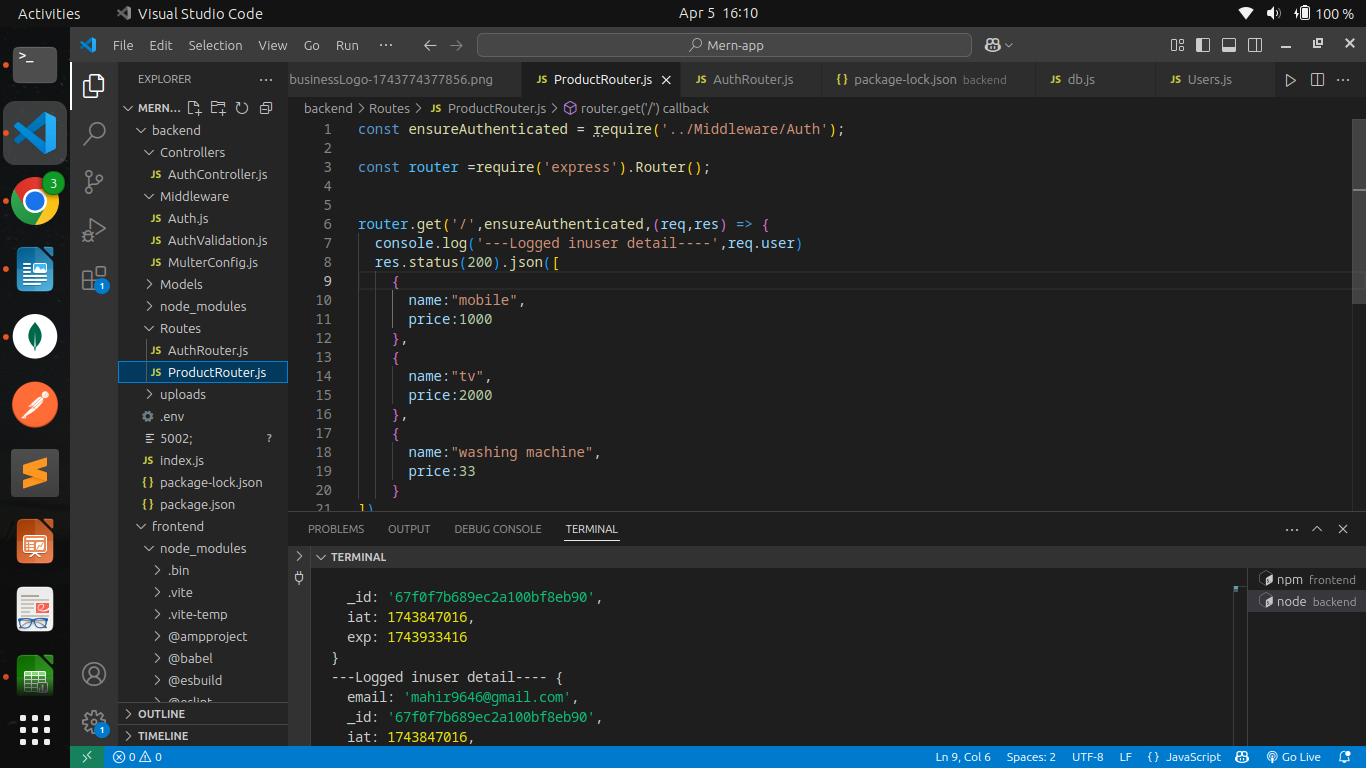 Activities Visual Studio Code Apr 5 16:10 100 %
File Edit Selection View Go Run ··· Mern-app
EXPLORER ···
businessLogo-1743774377856.png JS ProductRouter.js JS AuthRouter.js {} package-lock.json backend JS db.js JS Users.js ···
MERN...
backend > Routes > JS ProductRouter.js > router.get('/') callback
backend
Controllers
JS AuthController.js
Middleware
JS Auth.js
JS AuthValidation.js
JS MulterConfig.js
Models
node_modules
Routes
JS AuthRouter.js
JS ProductRouter.js
uploads
.env
5002; ?
JS index.js
{} package-lock.json
{} package.json
frontend
node_modules
.bin
.vite
.vite-temp
@ampproject
@babel
@esbuild
@eslint
OUTLINE
TIMELINE
1 const ensureAuthenticated = require('../Middleware/Auth');
2
3 const router =require('express').Router();
4
5
6 router.get('/',ensureAuthenticated,(req,res) => {
7 console.log('---Logged inuser detail----',req.user)
8 res.status(200).json([
9 {
10 name:"mobile",
11 price:1000
12 },
13 {
14 name:"tv",
15 price:2000
16 },
17 {
18 name:"washing machine",
19 price:33
20 }
21 ])
PROBLEMS OUTPUT DEBUG CONSOLE TERMINAL ···
TERMINAL
_id: '67f0f7b689ec2a100bf8eb90',
iat: 1743847016,
exp: 1743933416
}
---Logged inuser detail---- {
email: 'mahir9646@gmail.com',
_id: '67f0f7b689ec2a100bf8eb90',
iat: 1743847016,
npm frontend
node backend
3
1
1
0 0 Ln 9, Col 6 Spaces: 2 UTF-8 LF {} JavaScript Go Live